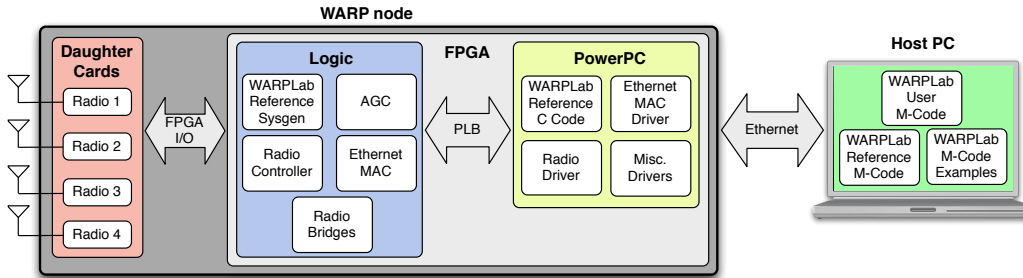 WARP node
Daughter
Cards
Radio 1
Radio 2
Radio 3
Radio 4
FPGA
I/O
FPGA
Logic
WARPLab
Reference
Sysgen
AGC
Radio
Controller
Ethernet
MAC
Radio
Bridges
PLB
PowerPC
WARPLab
Reference
C Code
Ethernet
MAC
Driver
Radio
Driver
Misc.
Drivers
Ethernet
Host PC
WARPLab
User
M-Code
WARPLab
Reference
M-Code
WARPLab
M-Code
Examples